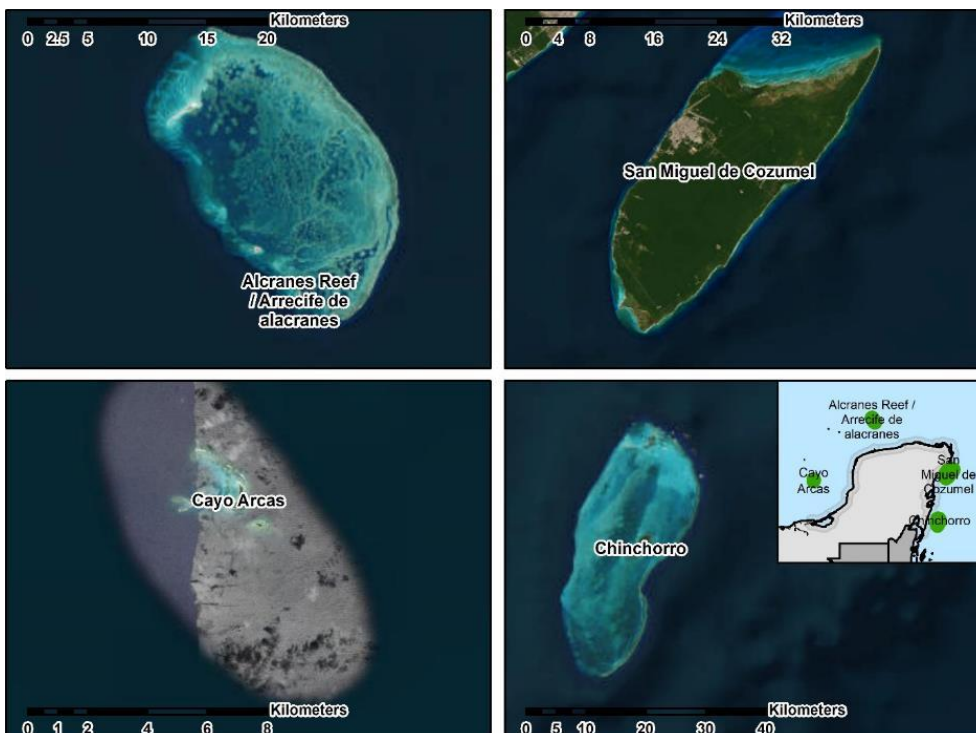 Kilometers
0 2.5 5 10 15 20
Alcranes Reef
/ Arrecife de
alacranes
Kilometers
0 4 8 16 24 32
San Miguel de Cozumel
Cayo Arcas
Kilometers
0 1 2 4 6 8
Chinchorro
Kilometers
0 5 10 20 30 40
Alcranes Reef /
Arrecife de
alacranes
San
Miguel de
Cozumel
Cayo
Arcas
Chinchorro